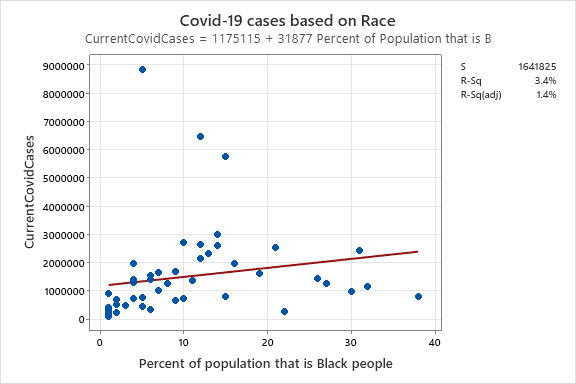 Covid-19 cases based on Race
CurrentCovidCases = 1175115 + 31877 Percent of Population that is B
S 1641825
R-Sq 3.4%
R-Sq(adj) 1.4%
CurrentCovidCases
9000000
8000000
7000000
6000000
5000000
4000000
3000000
2000000
1000000
0
0 10 20 30 40
Percent of population that is Black people